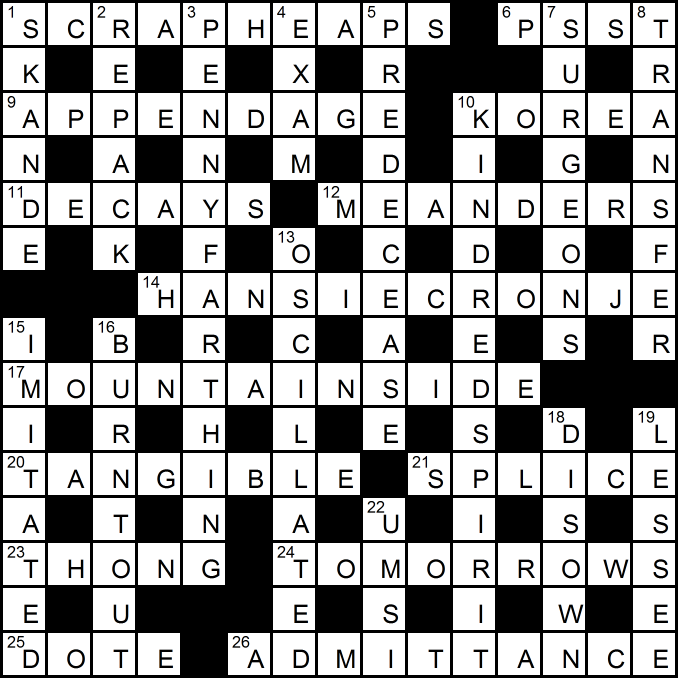 1 S C 2 R A 3 P H 4 E A 5 P S 6 P 7 S S 8 T
K E E X R U R
9 A P P E N D A G E 10 K O R E A
N A N M D I G N
11 D E C A Y S 12 M E A N D E R S
E K F 13 O C D O F
14 H A N S I E C R O N J E
15 I 16 B R C A E S R
17 M O U N T A I N S I D E
I R H L E S 18 D 19 L
20 T A N G I B L E 21 S P L I C E
A T N A 22 U I S S
23 T H O N G 24 T O M O R R O W S
E U E S I W E
25 D O T E 26 A D M I T T A N C E